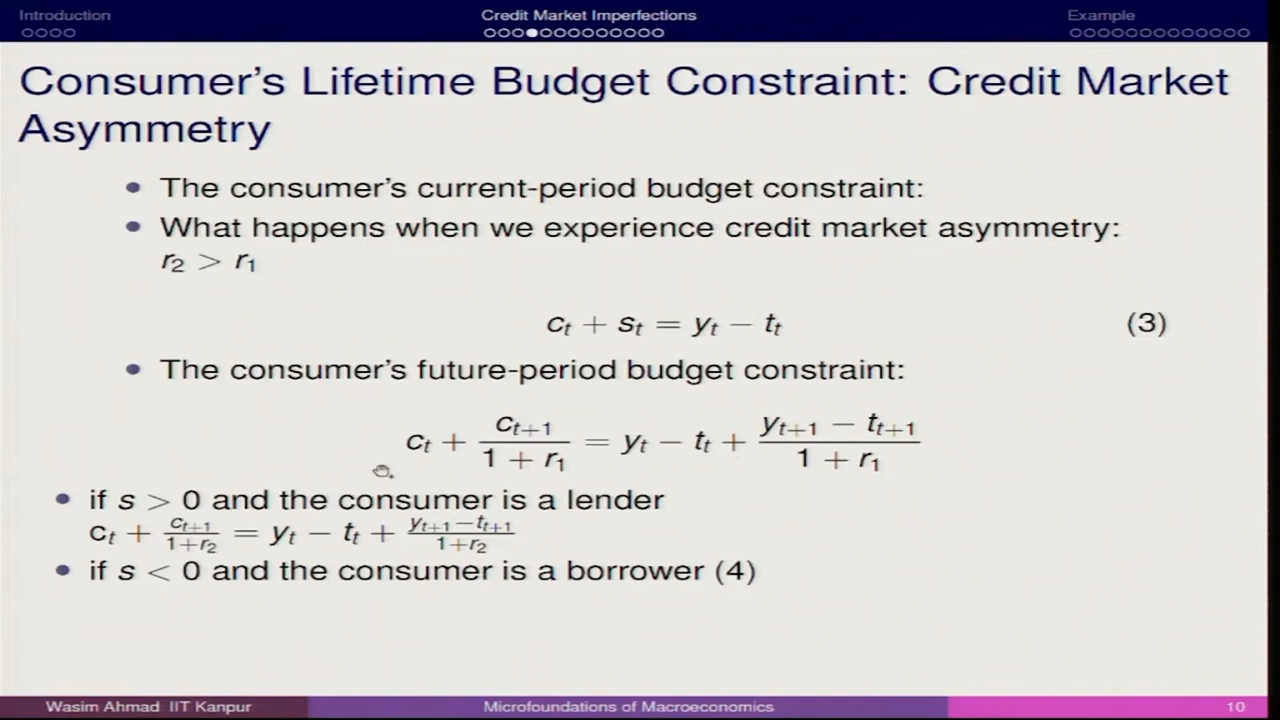 Introduction Credit Market Imperfections Example
Consumer's Lifetime Budget Constraint: Credit Market
Asymmetry
• The consumer's current-period budget constraint:
• What happens when we experience credit market asymmetry:
r₂ > r₁
cₜ + sₜ = yₜ − tₜ (3)
• The consumer's future-period budget constraint:
cₜ + cₜ₊₁/(1 + r₁) = yₜ − tₜ + (yₜ₊₁ − tₜ₊₁)/(1 + r₁)
• if s > 0 and the consumer is a lender
cₜ + cₜ₊₁/(1+r₂) = yₜ − tₜ + (yₜ₊₁−tₜ₊₁)/(1+r₂)
• if s < 0 and the consumer is a borrower (4)
Wasim Ahmad IIT Kanpur Microfoundations of Macroeconomics 10